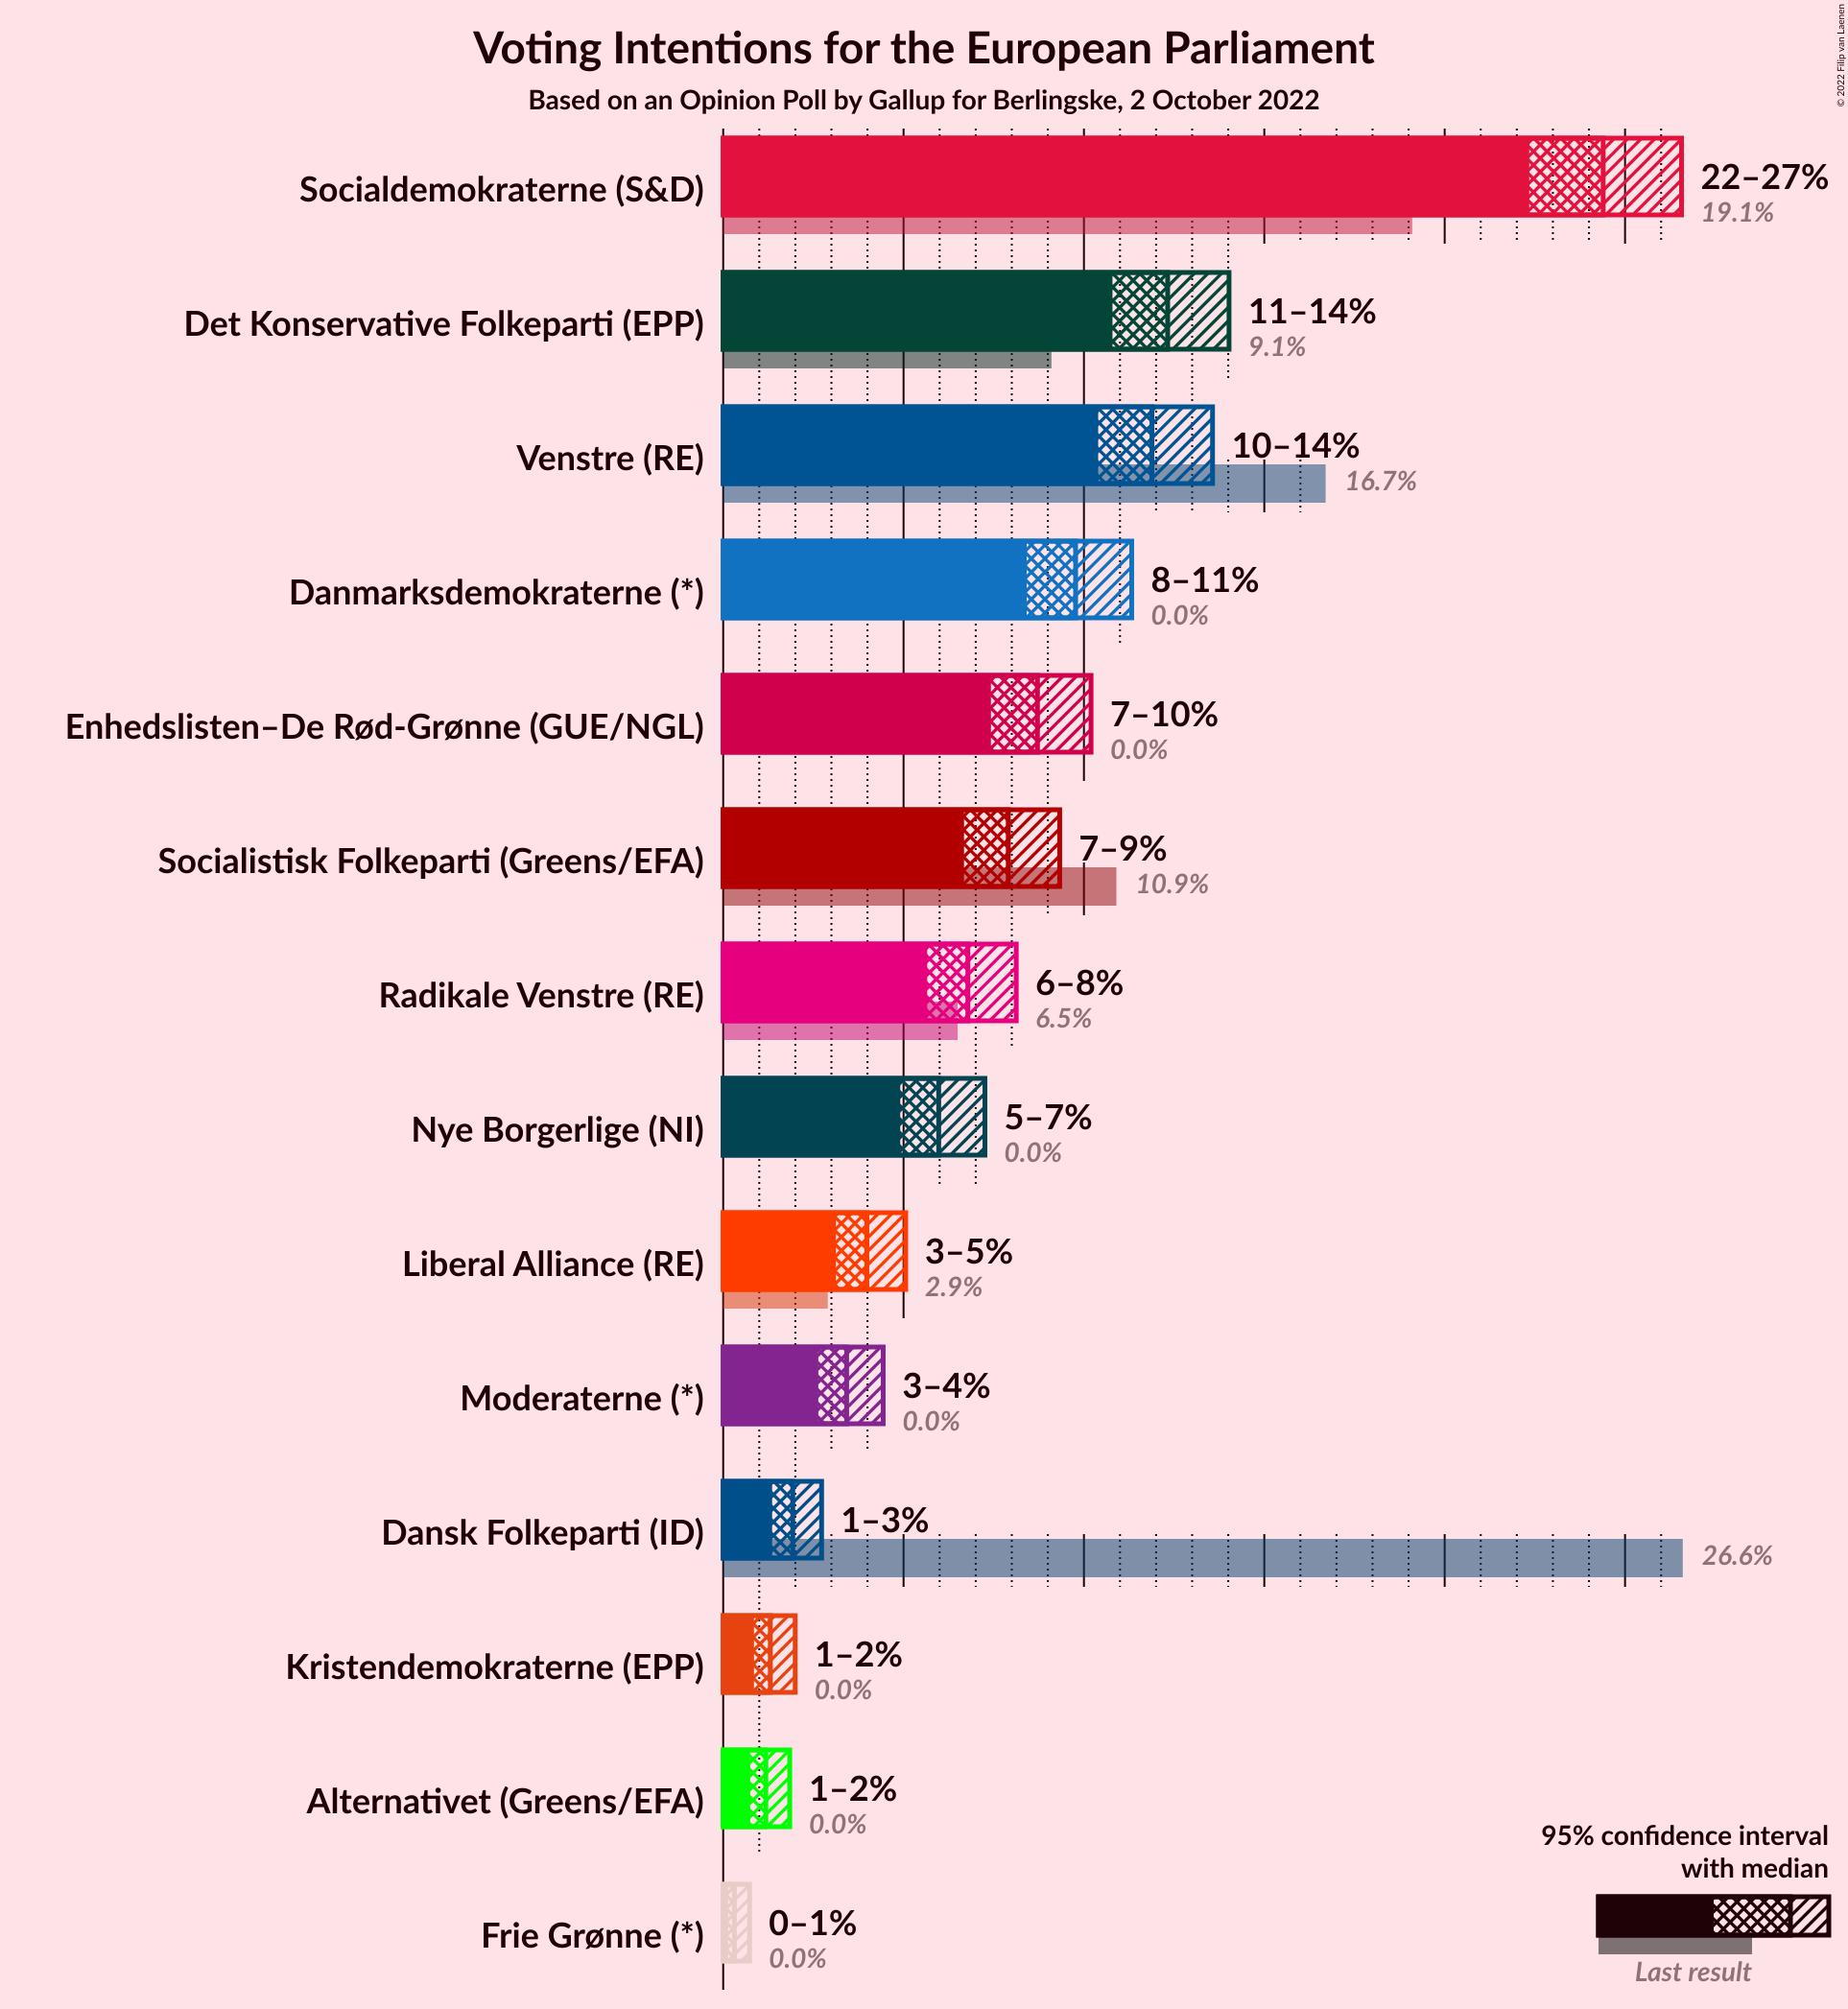 Voting Intentions for the European Parliament
Based on an Opinion Poll by Gallup for Berlingske, 2 October 2022
© 2022 Filip van Laenen
Socialdemokraterne (S&D)
22–27%
19.1%
Det Konservative Folkeparti (EPP)
11–14%
9.1%
Venstre (RE)
10–14%
16.7%
Danmarksdemokraterne (*)
8–11%
0.0%
Enhedslisten–De Rød-Grønne (GUE/NGL)
7–10%
0.0%
Socialistisk Folkeparti (Greens/EFA)
7–9%
10.9%
Radikale Venstre (RE)
6–8%
6.5%
Nye Borgerlige (NI)
5–7%
0.0%
Liberal Alliance (RE)
3–5%
2.9%
Moderaterne (*)
3–4%
0.0%
Dansk Folkeparti (ID)
1–3%
26.6%
Kristendemokraterne (EPP)
1–2%
0.0%
Alternativet (Greens/EFA)
1–2%
0.0%
Frie Grønne (*)
0–1%
0.0%
95% confidence interval
with median
Last result